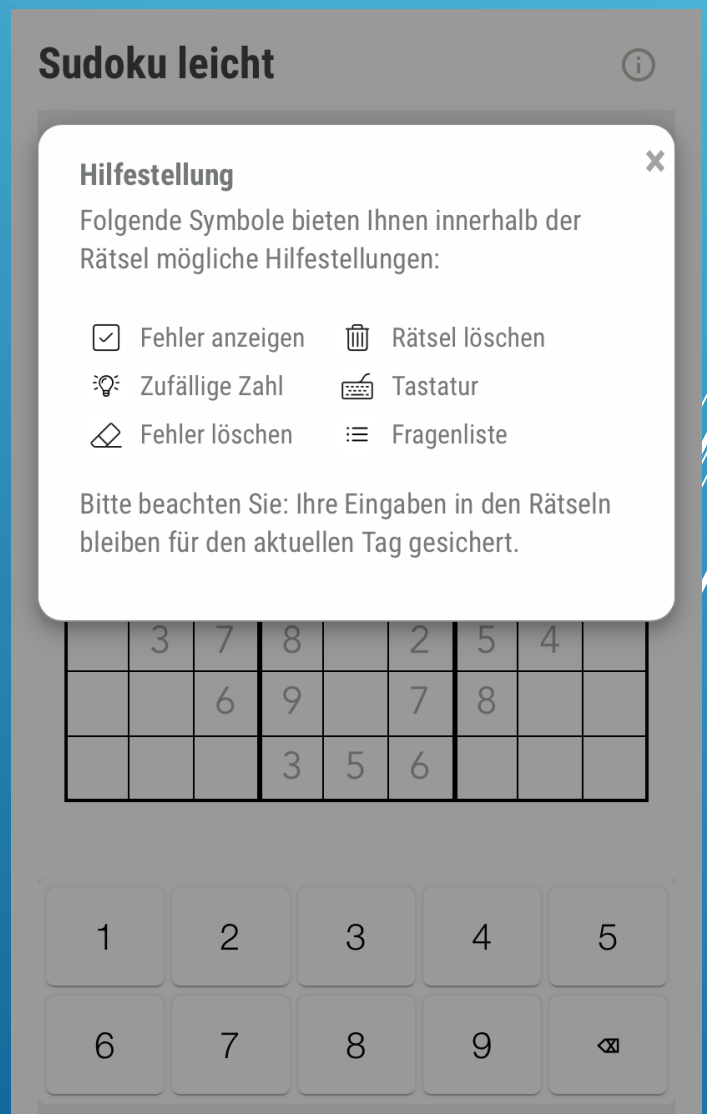 Sudoku leicht
Hilfestellung
Folgende Symbole bieten Ihnen innerhalb der
Rätsel mögliche Hilfestellungen:
Fehler anzeigen Rätsel löschen
Zufällige Zahl Tastatur
Fehler löschen Fragenliste
Bitte beachten Sie: Ihre Eingaben in den Rätseln
bleiben für den aktuellen Tag gesichert.
3 7 8 2 5 4
6 9 7 8
3 5 6
1 2 3 4 5
6 7 8 9